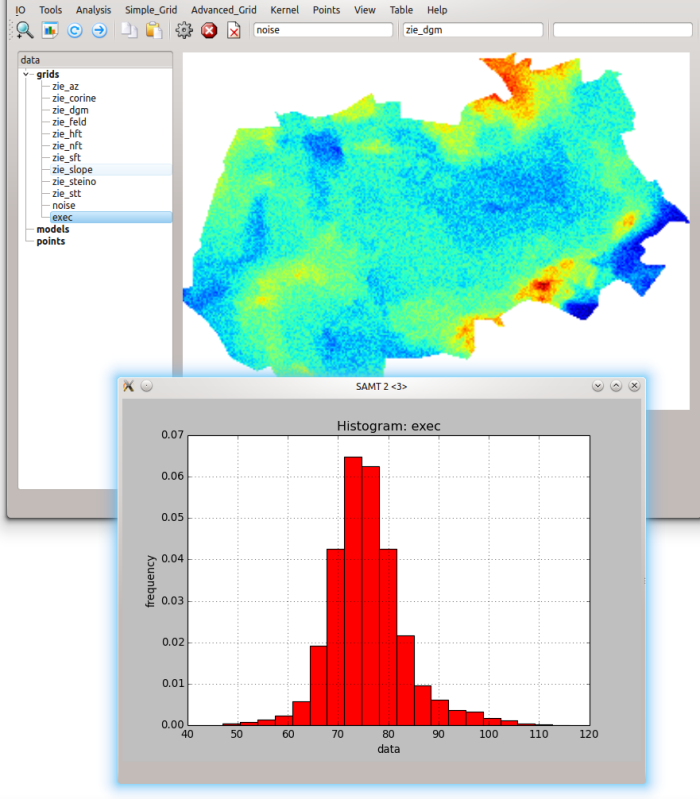 IO Tools Analysis Simple_Grid Advanced_Grid Kernel Points View Table Help
noise zie_dgm
data
grids
zie_az
zie_corine
zie_dgm
zie_feld
zie_hft
zie_nft
zie_sft
zie_slope
zie_steino
zie_stt
noise
exec
models
points
SAMT 2 <3>
Histogram: exec
0.07
0.06
0.05
0.04
0.03
0.02
0.01
0.00
frequency
40 50 60 70 80 90 100 110 120
data